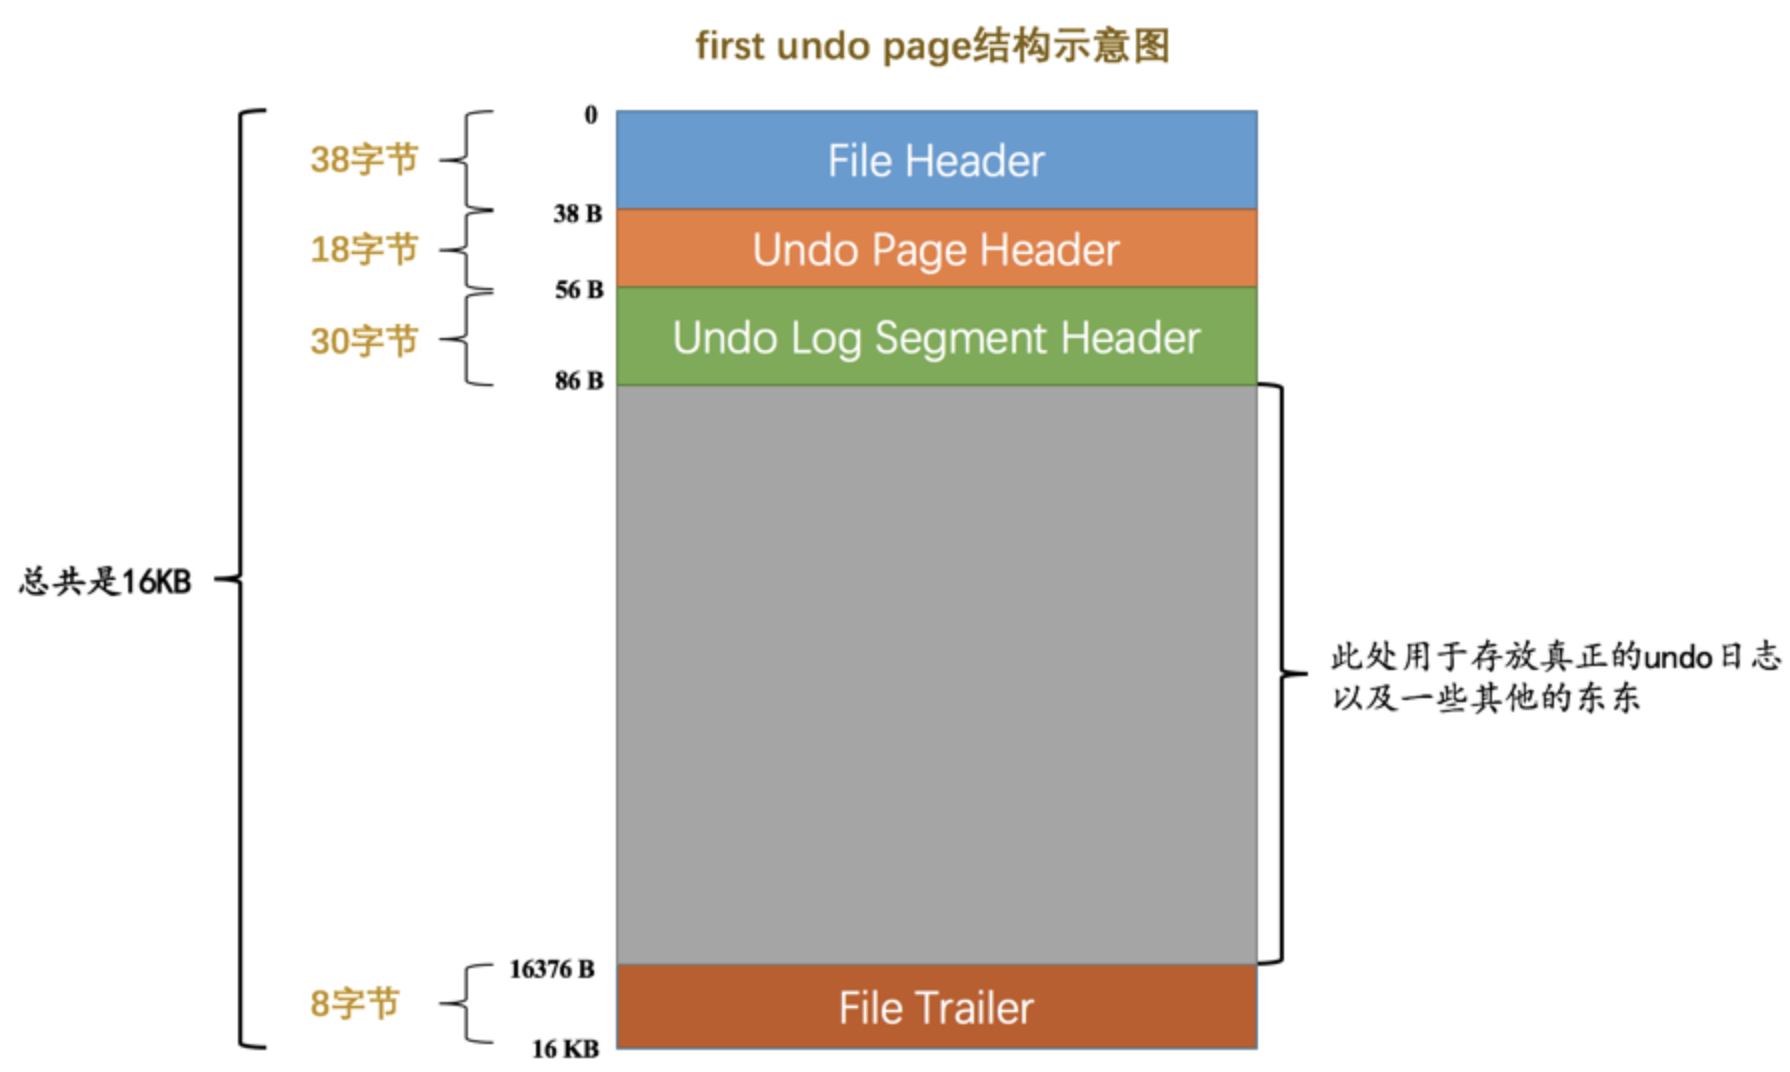 first undo page结构示意图
0
38字节
File Header
38 B
18字节
Undo Page Header
56 B
30字节
Undo Log Segment Header
86 B
总共是16KB
此处用于存放真正的undo日志
以及一些其他的东东
16376 B
8字节
File Trailer
16 KB